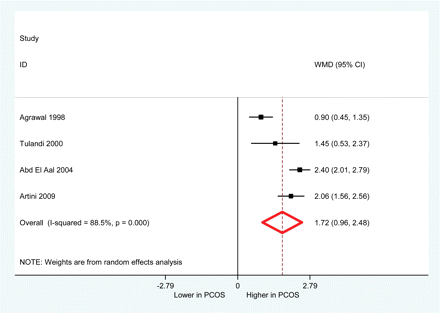 Study
ID WMD (95% CI)
Agrawal 1998 0.90 (0.45, 1.35)
Tulandi 2000 1.45 (0.53, 2.37)
Abd El Aal 2004 2.40 (2.01, 2.79)
Artini 2009 2.06 (1.56, 2.56)
Overall (I-squared = 88.5%, p = 0.000) 1.72 (0.96, 2.48)
NOTE: Weights are from random effects analysis
-2.79 0 2.79
Lower in PCOS Higher in PCOS